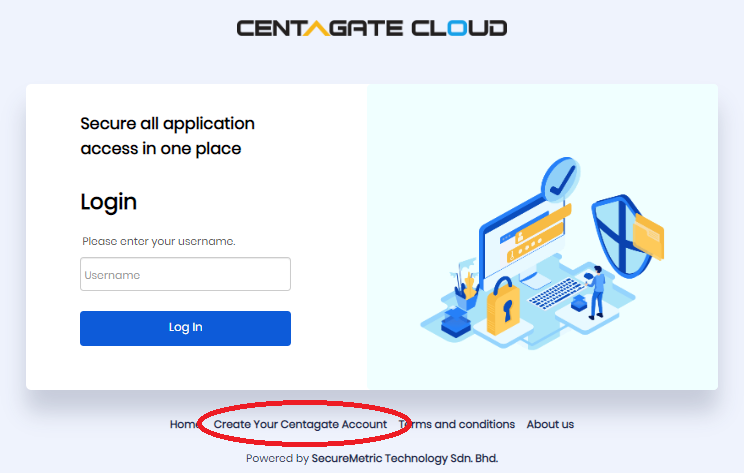 CENTAGATE CLOUD
Secure all application
access in one place
Login
Please enter your username.
Username
Log In
Home Create Your Centagate Account Terms and conditions About us
Powered by SecureMetric Technology Sdn. Bhd.